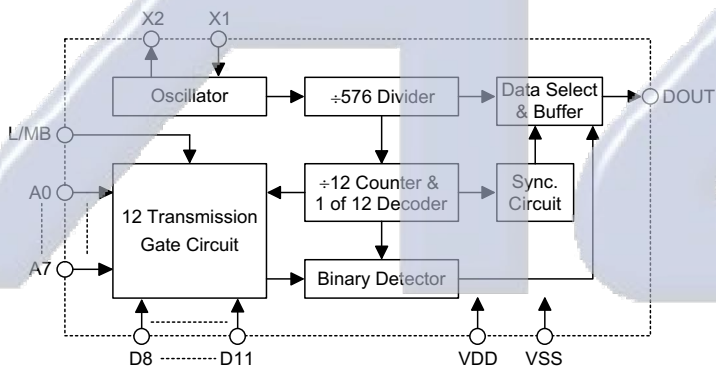 X2 X1
Osciliator
÷576 Divider
Data Select
& Buffer
DOUT
L/MB
A0
A7
12 Transmission
Gate Circuit
÷12 Counter &
1 of 12 Decoder
Sync.
Circuit
Binary Detector
D8 D11 VDD VSS